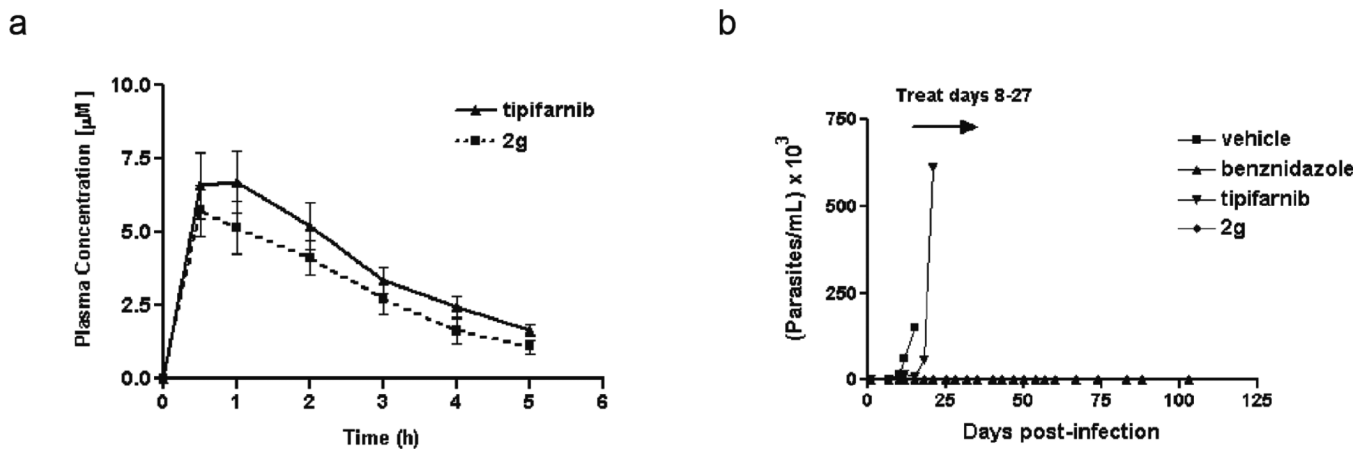 a
b
10.0
7.5
5.0
2.5
0.0
Plasma Concentration [µM]
0 1 2 3 4 5 6
Time (h)
tipifarnib
2g
Treat days 8-27
750
500
250
0
(Parasites/mL) x 10³
0 25 50 75 100 125
Days post-infection
vehicle
benznidazole
tipifarnib
2g